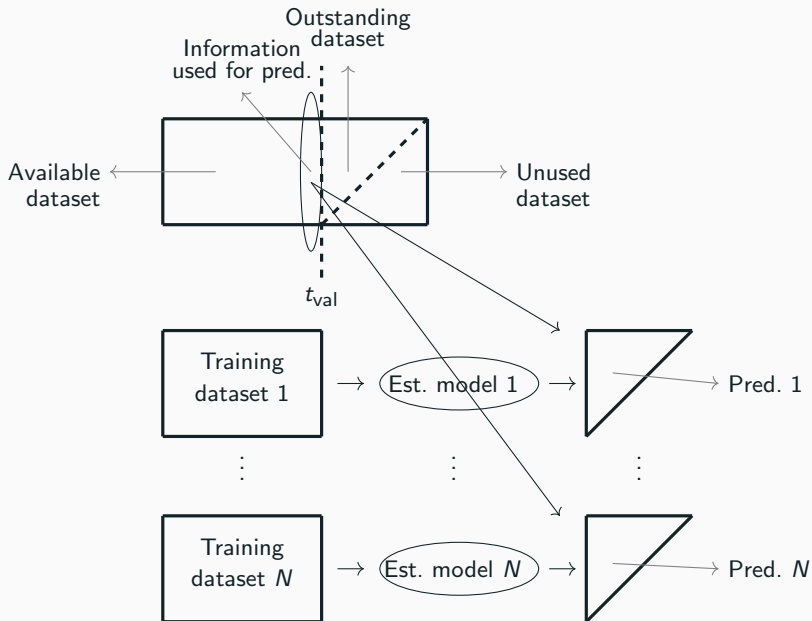 Outstanding
dataset
Information
used for pred.
Available
dataset
Unused
dataset
t_val
Training
dataset 1
Est. model 1
Pred. 1
⋮ ⋮ ⋮
Training
dataset N
Est. model N
Pred. N